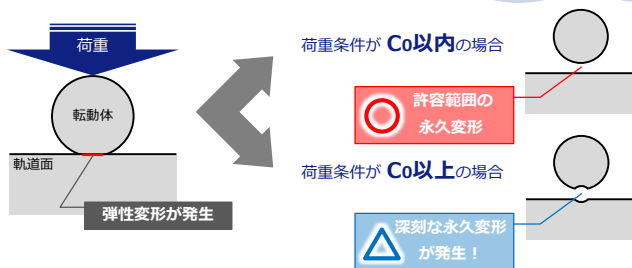 荷重
転動体
軌道面
弾性変形が発生
荷重条件が C0以内の場合
許容範囲の
永久変形
荷重条件が C0以上の場合
深刻な永久変形
が発生！